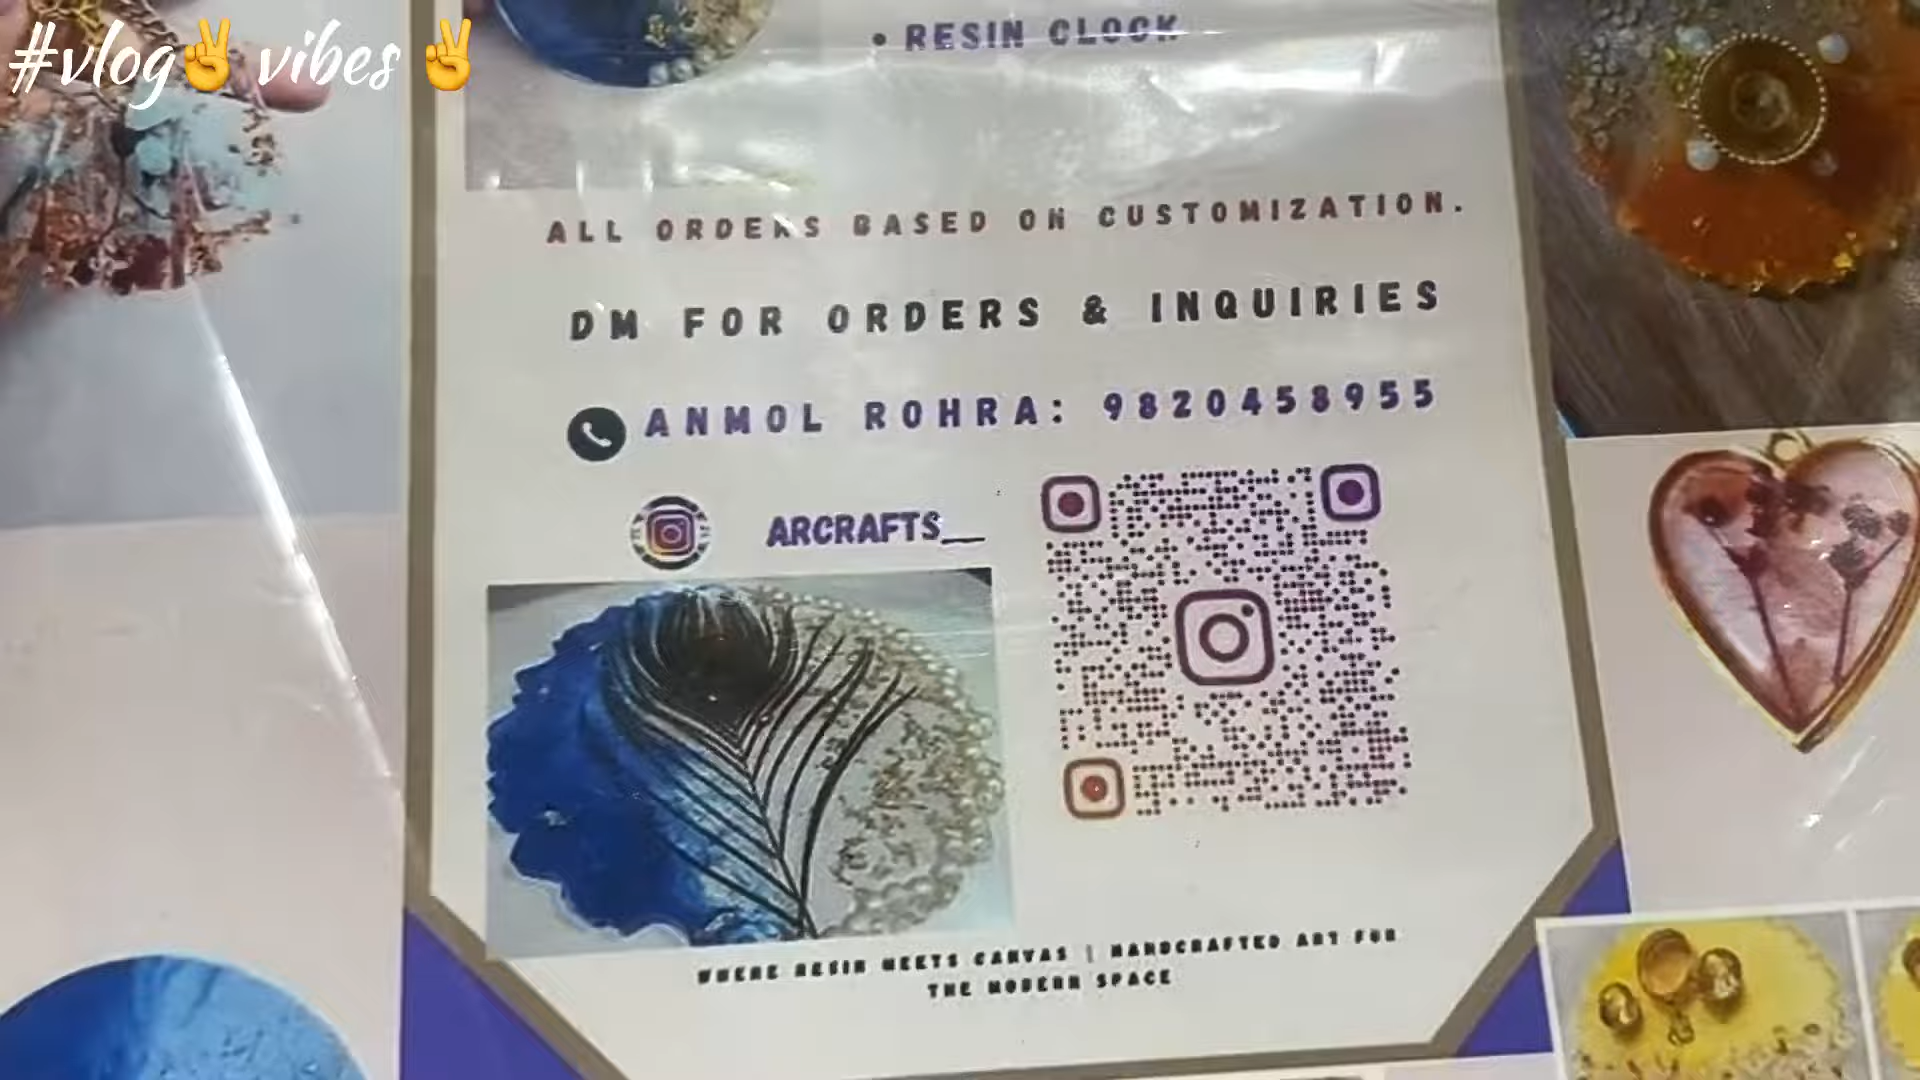 #vlog✌️ vibes ✌️
• RESIN CLOCK
ALL ORDERS BASED ON CUSTOMIZATION.
DM FOR ORDERS & INQUIRIES
ANMOL ROHRA: 9820458955
ARCRAFTS__
WHERE RESIN MEETS CANVAS | HANDCRAFTED ART FOR
THE MODERN SPACE